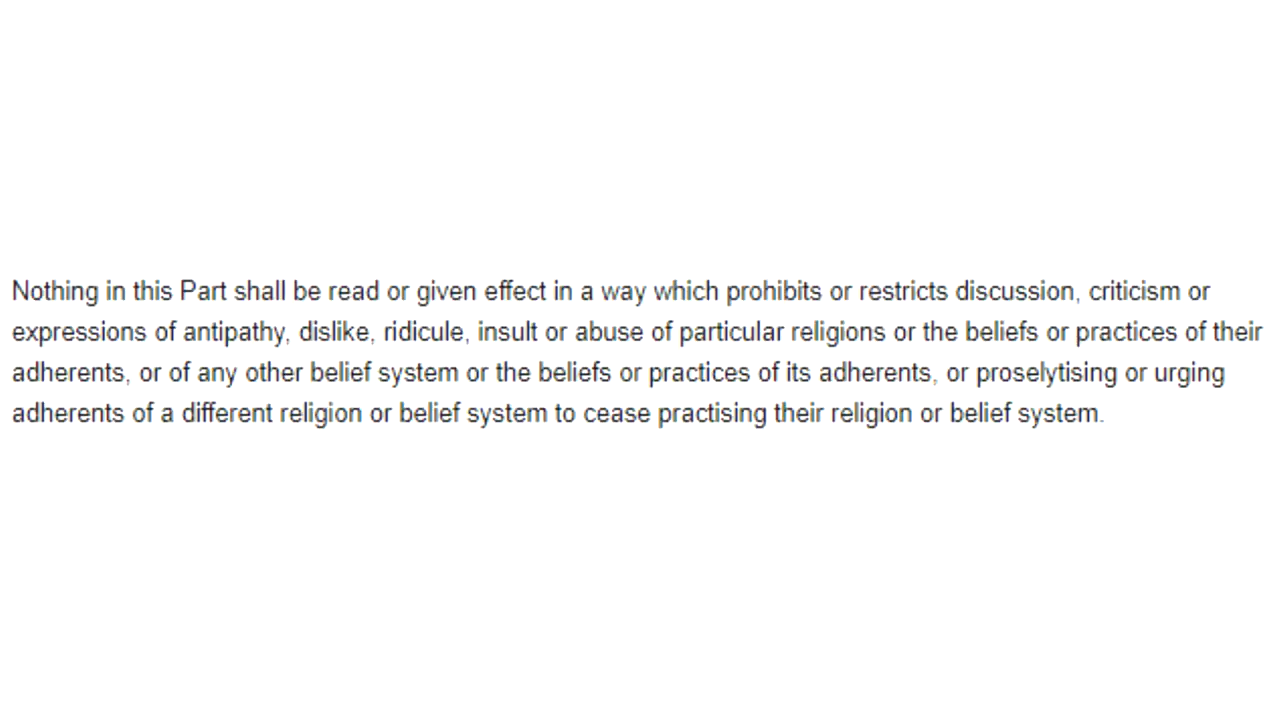 Nothing in this Part shall be read or given effect in a way which prohibits or restricts discussion, criticism or
expressions of antipathy, dislike, ridicule, insult or abuse of particular religions or the beliefs or practices of their
adherents, or of any other belief system or the beliefs or practices of its adherents, or proselytising or urging
adherents of a different religion or belief system to cease practising their religion or belief system.